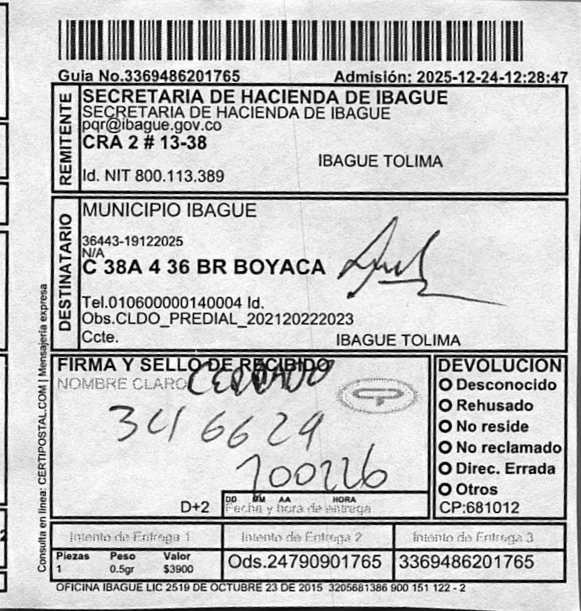 Guia No.3369486201765 Admisión: 2025-12-24-12:28:47
REMITENTE
SECRETARIA DE HACIENDA DE IBAGUE
SECRETARIA DE HACIENDA DE IBAGUE
pqr@ibague.gov.co
CRA 2 # 13-38
IBAGUE TOLIMA
Id. NIT 800.113.389
DESTINATARIO
MUNICIPIO IBAGUE
36443-19122025
N/A
C 38A 4 36 BR BOYACA
Tel.010600000140004 Id.
Obs.CLDO_PREDIAL_202120222023
Ccte. IBAGUE TOLIMA
FIRMA Y SELLO DE RECIBIDO
NOMBRE CLARO
CERRADO
3416629
700226
D+2
DD MM AA HORA
Fecha y hora de entrega
DEVOLUCION
Desconocido
Rehusado
No reside
No reclamado
Direc. Errada
Otros
CP:681012
Intento de Entrega 1 Intento de Entrega 2 Intento de Entrega 3
Piezas Peso Valor
1 0.5gr $3900
Ods.24790901765 3369486201765
OFICINA IBAGUE LIC 2519 DE OCTUBRE 23 DE 2015 3205681386 900 151 122 - 2
Consulta en línea: CERTIPOSTAL.COM | Mensajería expresa